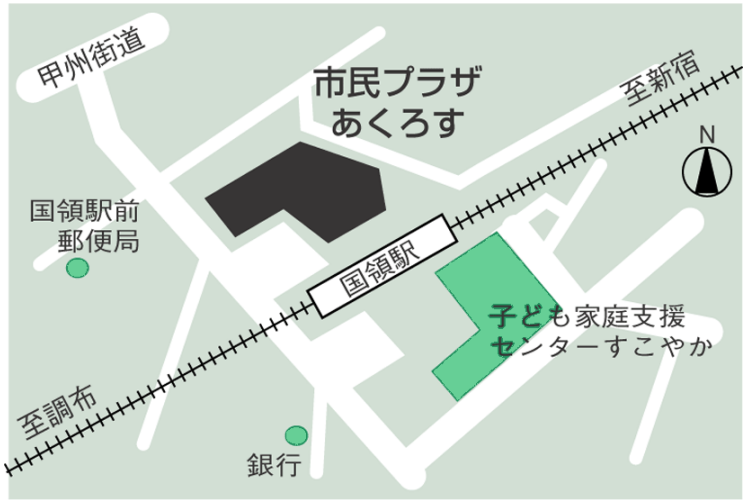 甲州街道
市民プラザ
あくろす
至新宿
N
国領駅前
郵便局
国領駅
子ども家庭支援
センターすこやか
至調布
銀行